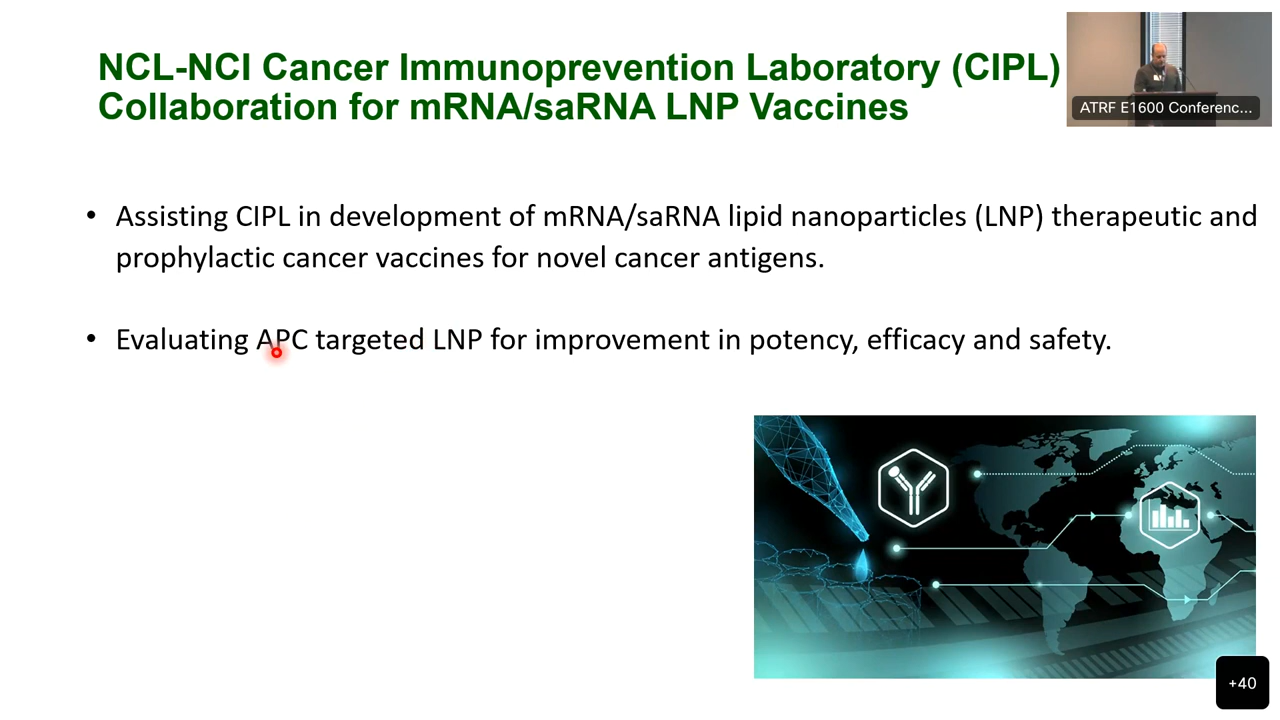 NCL-NCI Cancer Immunoprevention Laboratory (CIPL)
Collaboration for mRNA/saRNA LNP Vaccines
ATRF E1600 Conferenc...
• Assisting CIPL in development of mRNA/saRNA lipid nanoparticles (LNP) therapeutic and
prophylactic cancer vaccines for novel cancer antigens.
• Evaluating APC targeted LNP for improvement in potency, efficacy and safety.
+40